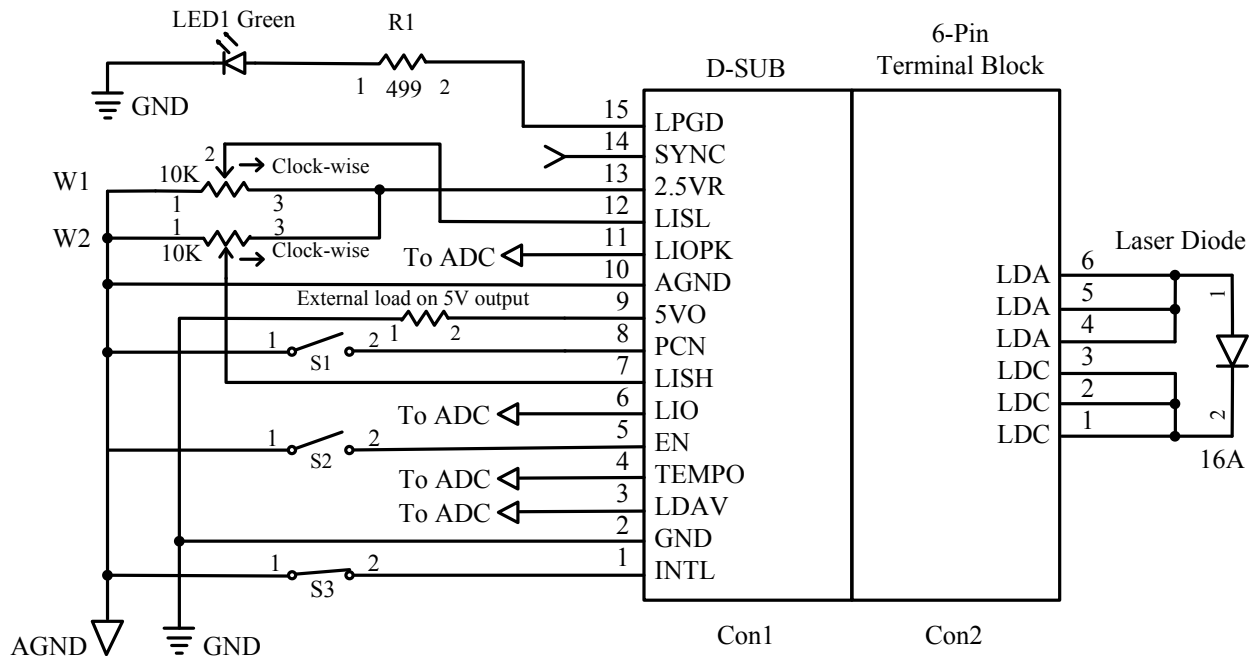 LED1 Green
R1
1 499 2
GND
D-SUB
6-Pin
Terminal Block
W1
10K
2
Clock-wise
1
3
W2
1
3
10K
Clock-wise
To ADC
External load on 5V output
1
2
1
S1
2
To ADC
1
S2
2
To ADC
To ADC
1
S3
2
AGND
GND
15 LPGD
14 SYNC
13 2.5VR
12 LISL
11 LIOPK
10 AGND
9 5VO
8 PCN
7 LISH
6 LIO
5 EN
4 TEMPO
3 LDAV
2 GND
1 INTL
Con1
Con2
LDA 6
LDA 5
LDA 4
LDC 3
LDC 2
LDC 1
Laser Diode
1
2
16A